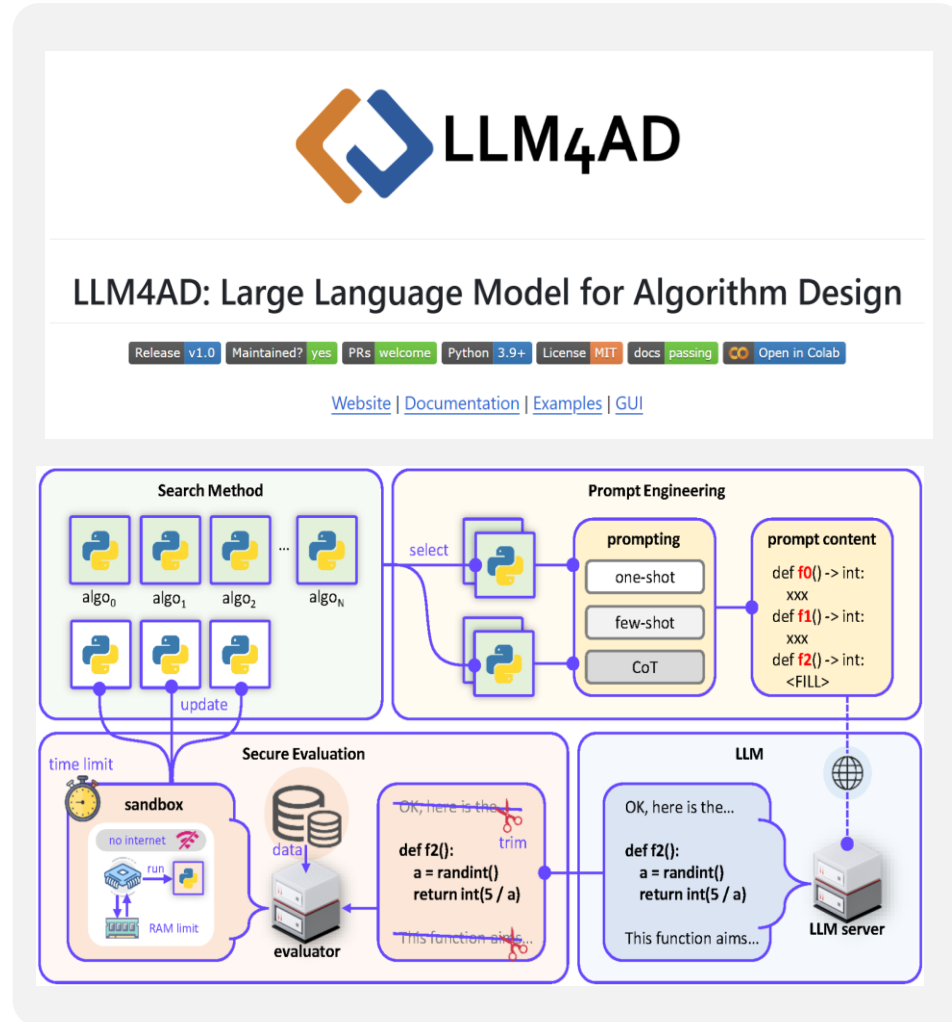 LLM4AD
LLM4AD: Large Language Model for Algorithm Design
Release v1.0 Maintained? yes PRs welcome Python 3.9+ License MIT docs passing Open in Colab
Website | Documentation | Examples | GUI
Search Method
algo0 algo1 algo2 ... algoN
update
Prompt Engineering
select
prompting
one-shot
few-shot
CoT
prompt content
def f0() -> int:
xxx
def f1() -> int:
xxx
def f2() -> int:
<FILL>
Secure Evaluation
time limit
sandbox
no internet
run
RAM limit
data
evaluator
OK, here is the...
trim
def f2():
a = randint()
return int(5 / a)
This function aims...
LLM
OK, here is the...
def f2():
a = randint()
return int(5 / a)
This function aims...
LLM server